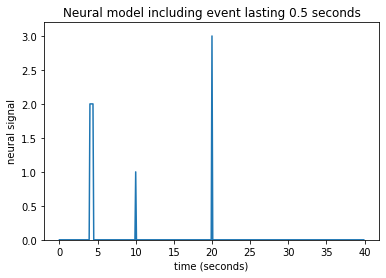 Neural model including event lasting 0.5 seconds
3.0
2.5
2.0
1.5
1.0
0.5
0.0
neural signal
0 5 10 15 20 25 30 35 40
time (seconds)